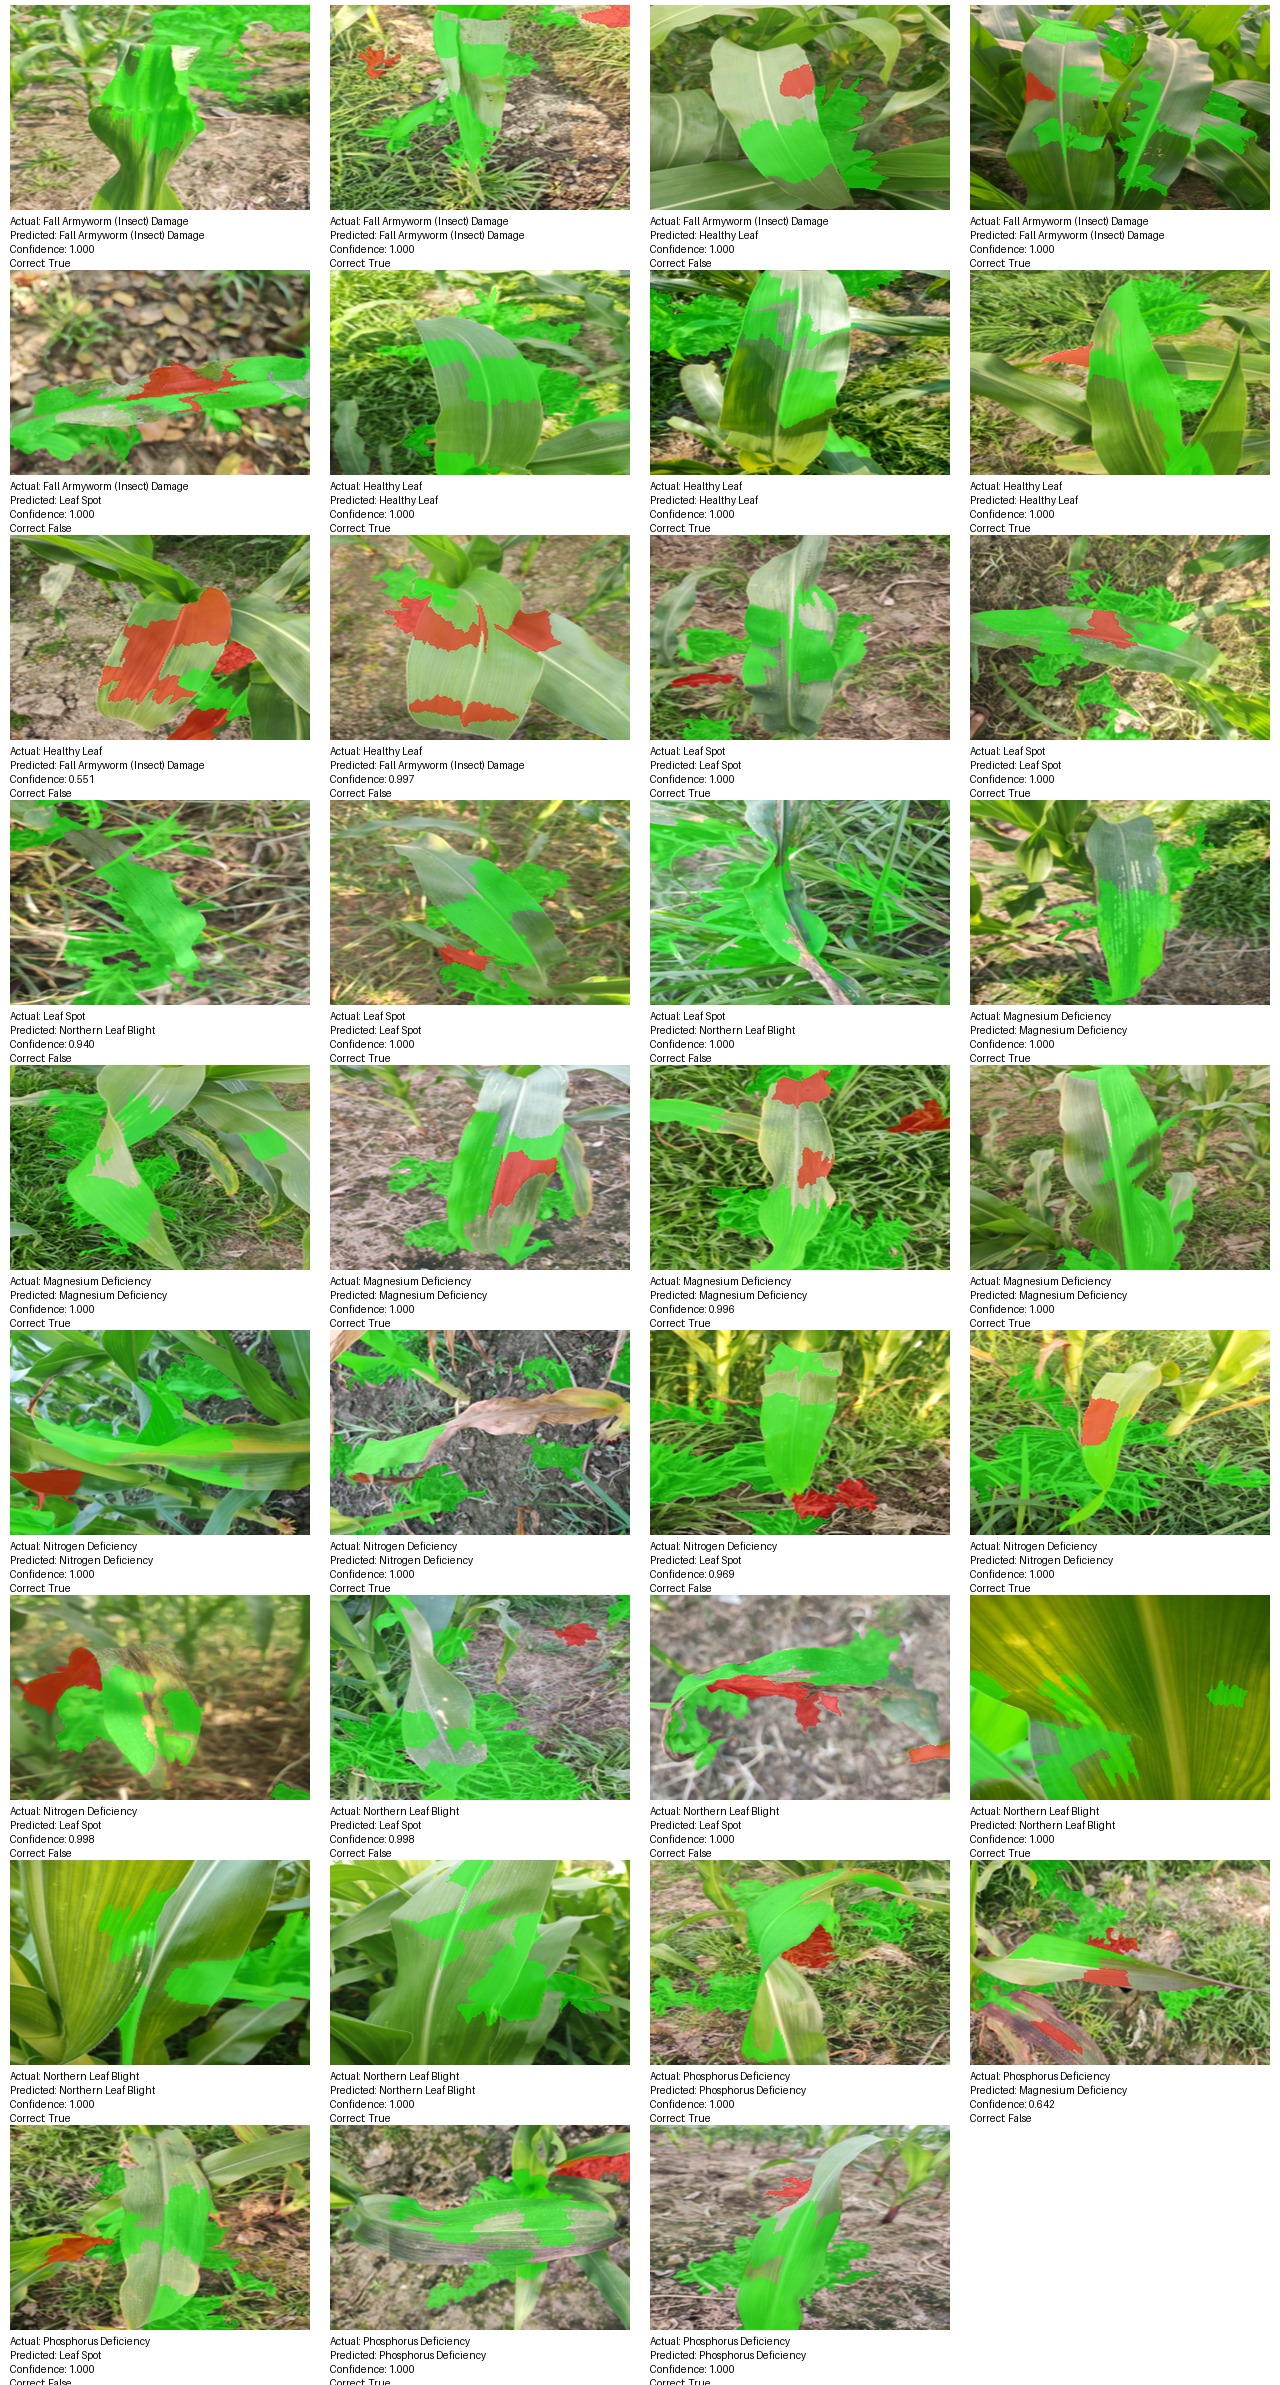 Actual: Fall Armyworm (Insect) Damage
Predicted: Fall Armyworm (Insect) Damage
Confidence: 1.000
Correct: True
Actual: Fall Armyworm (Insect) Damage
Predicted: Fall Armyworm (Insect) Damage
Confidence: 1.000
Correct: True
Actual: Fall Armyworm (Insect) Damage
Predicted: Healthy Leaf
Confidence: 1.000
Correct: False
Actual: Fall Armyworm (Insect) Damage
Predicted: Fall Armyworm (Insect) Damage
Confidence: 1.000
Correct: True
Actual: Fall Armyworm (Insect) Damage
Predicted: Leaf Spot
Confidence: 1.000
Correct: False
Actual: Healthy Leaf
Predicted: Healthy Leaf
Confidence: 1.000
Correct: True
Actual: Healthy Leaf
Predicted: Healthy Leaf
Confidence: 1.000
Correct: True
Actual: Healthy Leaf
Predicted: Healthy Leaf
Confidence: 1.000
Correct: True
Actual: Healthy Leaf
Predicted: Fall Armyworm (Insect) Damage
Confidence: 0.551
Correct: False
Actual: Healthy Leaf
Predicted: Fall Armyworm (Insect) Damage
Confidence: 0.997
Correct: False
Actual: Leaf Spot
Predicted: Leaf Spot
Confidence: 1.000
Correct: True
Actual: Leaf Spot
Predicted: Leaf Spot
Confidence: 1.000
Correct: True
Actual: Leaf Spot
Predicted: Northern Leaf Blight
Confidence: 0.940
Correct: False
Actual: Leaf Spot
Predicted: Leaf Spot
Confidence: 1.000
Correct: True
Actual: Leaf Spot
Predicted: Northern Leaf Blight
Confidence: 1.000
Correct: False
Actual: Magnesium Deficiency
Predicted: Magnesium Deficiency
Confidence: 1.000
Correct: True
Actual: Magnesium Deficiency
Predicted: Magnesium Deficiency
Confidence: 1.000
Correct: True
Actual: Magnesium Deficiency
Predicted: Magnesium Deficiency
Confidence: 1.000
Correct: True
Actual: Magnesium Deficiency
Predicted: Magnesium Deficiency
Confidence: 0.996
Correct: True
Actual: Magnesium Deficiency
Predicted: Magnesium Deficiency
Confidence: 1.000
Correct: True
Actual: Nitrogen Deficiency
Predicted: Nitrogen Deficiency
Confidence: 1.000
Correct: True
Actual: Nitrogen Deficiency
Predicted: Nitrogen Deficiency
Confidence: 1.000
Correct: True
Actual: Nitrogen Deficiency
Predicted: Leaf Spot
Confidence: 0.969
Correct: False
Actual: Nitrogen Deficiency
Predicted: Nitrogen Deficiency
Confidence: 1.000
Correct: True
Actual: Nitrogen Deficiency
Predicted: Leaf Spot
Confidence: 0.998
Correct: False
Actual: Northern Leaf Blight
Predicted: Leaf Spot
Confidence: 0.998
Correct: False
Actual: Northern Leaf Blight
Predicted: Leaf Spot
Confidence: 1.000
Correct: False
Actual: Northern Leaf Blight
Predicted: Northern Leaf Blight
Confidence: 1.000
Correct: True
Actual: Northern Leaf Blight
Predicted: Northern Leaf Blight
Confidence: 1.000
Correct: True
Actual: Northern Leaf Blight
Predicted: Northern Leaf Blight
Confidence: 1.000
Correct: True
Actual: Phosphorus Deficiency
Predicted: Phosphorus Deficiency
Confidence: 1.000
Correct: True
Actual: Phosphorus Deficiency
Predicted: Magnesium Deficiency
Confidence: 0.642
Correct: False
Actual: Phosphorus Deficiency
Predicted: Leaf Spot
Confidence: 1.000
Correct: False
Actual: Phosphorus Deficiency
Predicted: Phosphorus Deficiency
Confidence: 1.000
Correct: True
Actual: Phosphorus Deficiency
Predicted: Phosphorus Deficiency
Confidence: 1.000
Correct: True